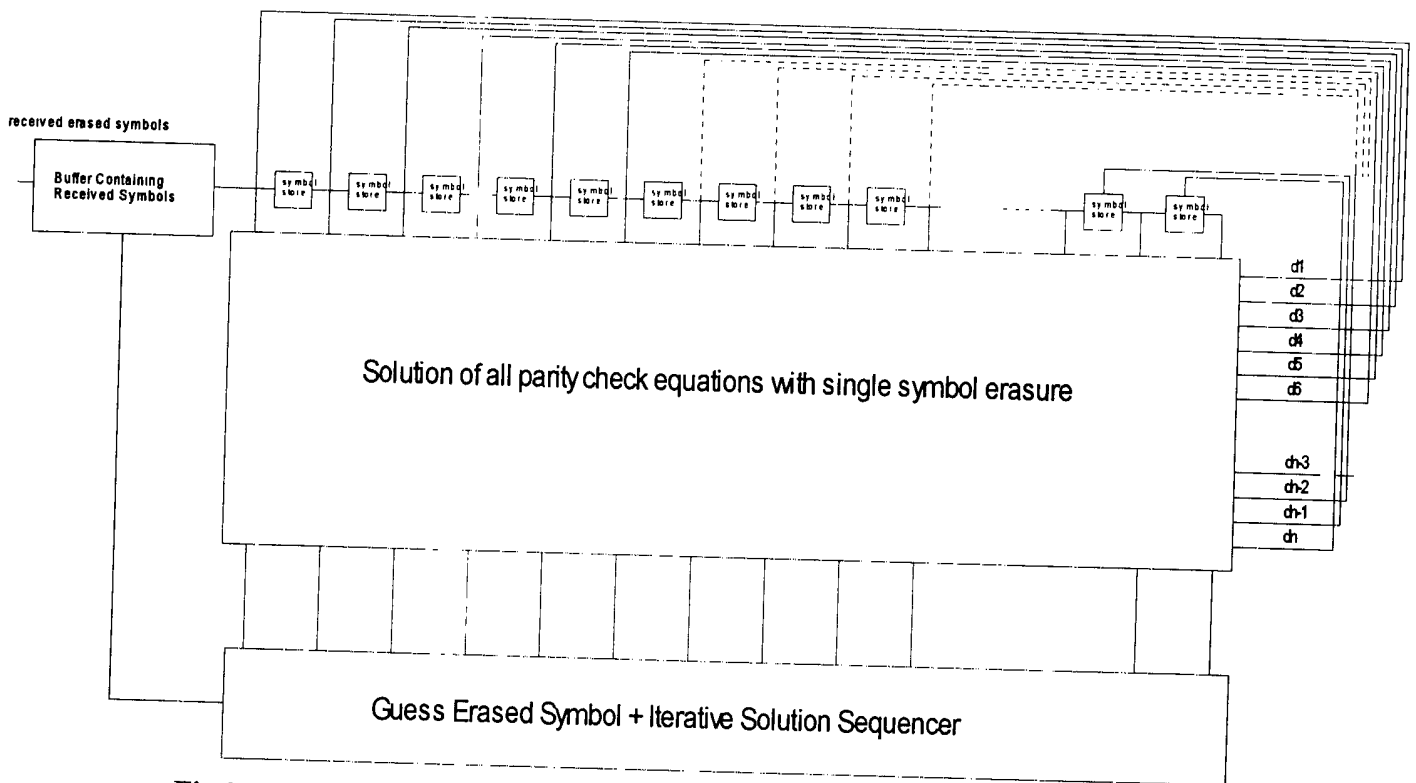 received erased symbols
Buffer Containing
Received Symbols
symbol
store
symbol
store
symbol
store
symbol
store
symbol
store
symbol
store
symbol
store
symbol
store
symbol
store
symbol
store
symbol
store
d1
d2
d3
d4
d5
d6
dn-3
dn-2
dn-1
dn
Solution of all parity check equations with single symbol erasure
Guess Erased Symbol + Iterative Solution Sequencer